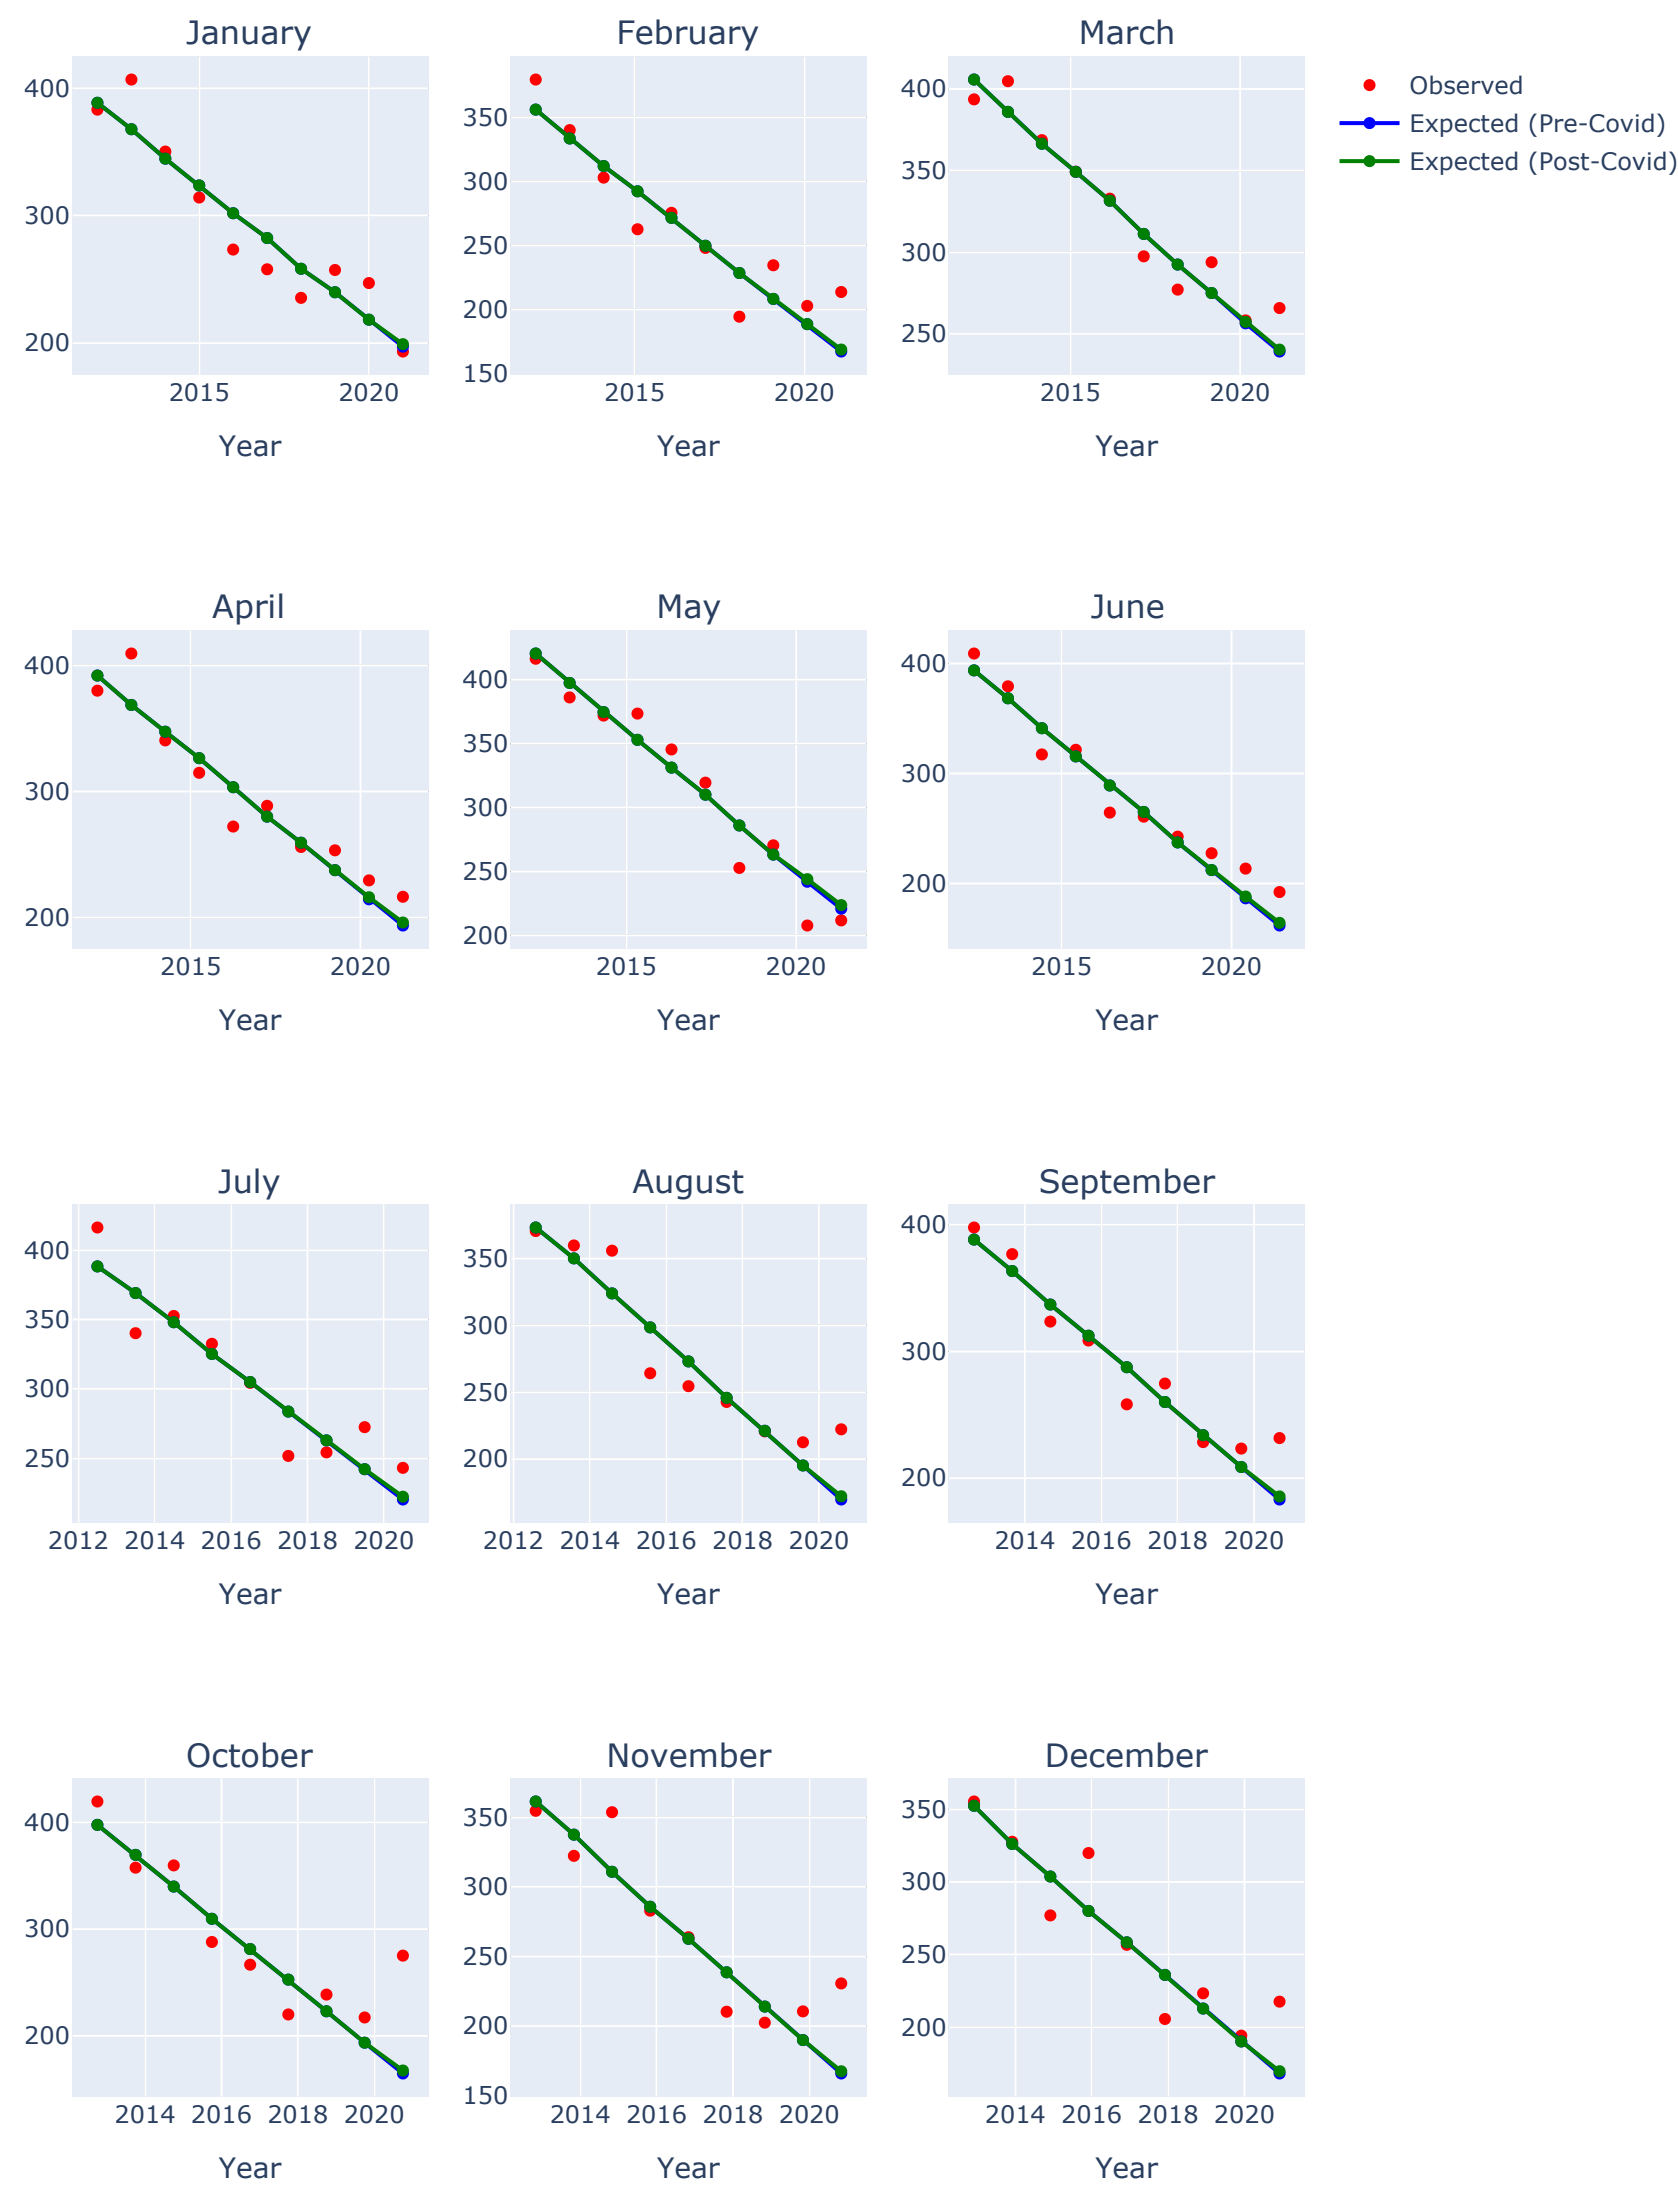 January
February
March
Observed
Expected (Pre-Covid)
Expected (Post-Covid)
400
300
200
2015 2020
Year
350
300
250
200
150
2015 2020
Year
400
350
300
250
2015 2020
Year
April
May
June
400
300
200
2015 2020
Year
400
350
300
250
200
2015 2020
Year
400
300
200
2015 2020
Year
July
August
September
400
350
300
250
2012 2014 2016 2018 2020
Year
350
300
250
200
2012 2014 2016 2018 2020
Year
400
300
200
2014 2016 2018 2020
Year
October
November
December
400
300
200
2014 2016 2018 2020
Year
350
300
250
200
150
2014 2016 2018 2020
Year
350
300
250
200
2014 2016 2018 2020
Year